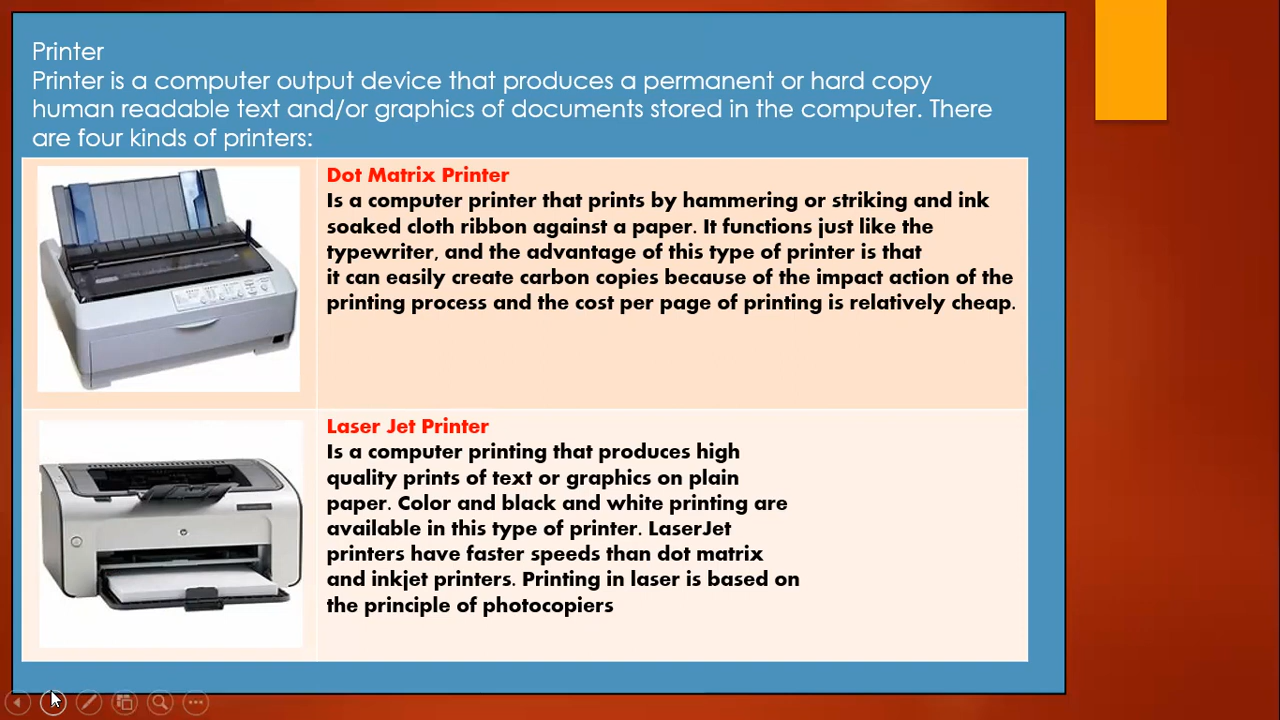 Printer
Printer is a computer output device that produces a permanent or hard copy
human readable text and/or graphics of documents stored in the computer. There
are four kinds of printers:
Dot Matrix Printer
Is a computer printer that prints by hammering or striking and ink
soaked cloth ribbon against a paper. It functions just like the
typewriter, and the advantage of this type of printer is that
it can easily create carbon copies because of the impact action of the
printing process and the cost per page of printing is relatively cheap.
Laser Jet Printer
Is a computer printing that produces high
quality prints of text or graphics on plain
paper. Color and black and white printing are
available in this type of printer. LaserJet
printers have faster speeds than dot matrix
and inkjet printers. Printing in laser is based on
the principle of photocopiers